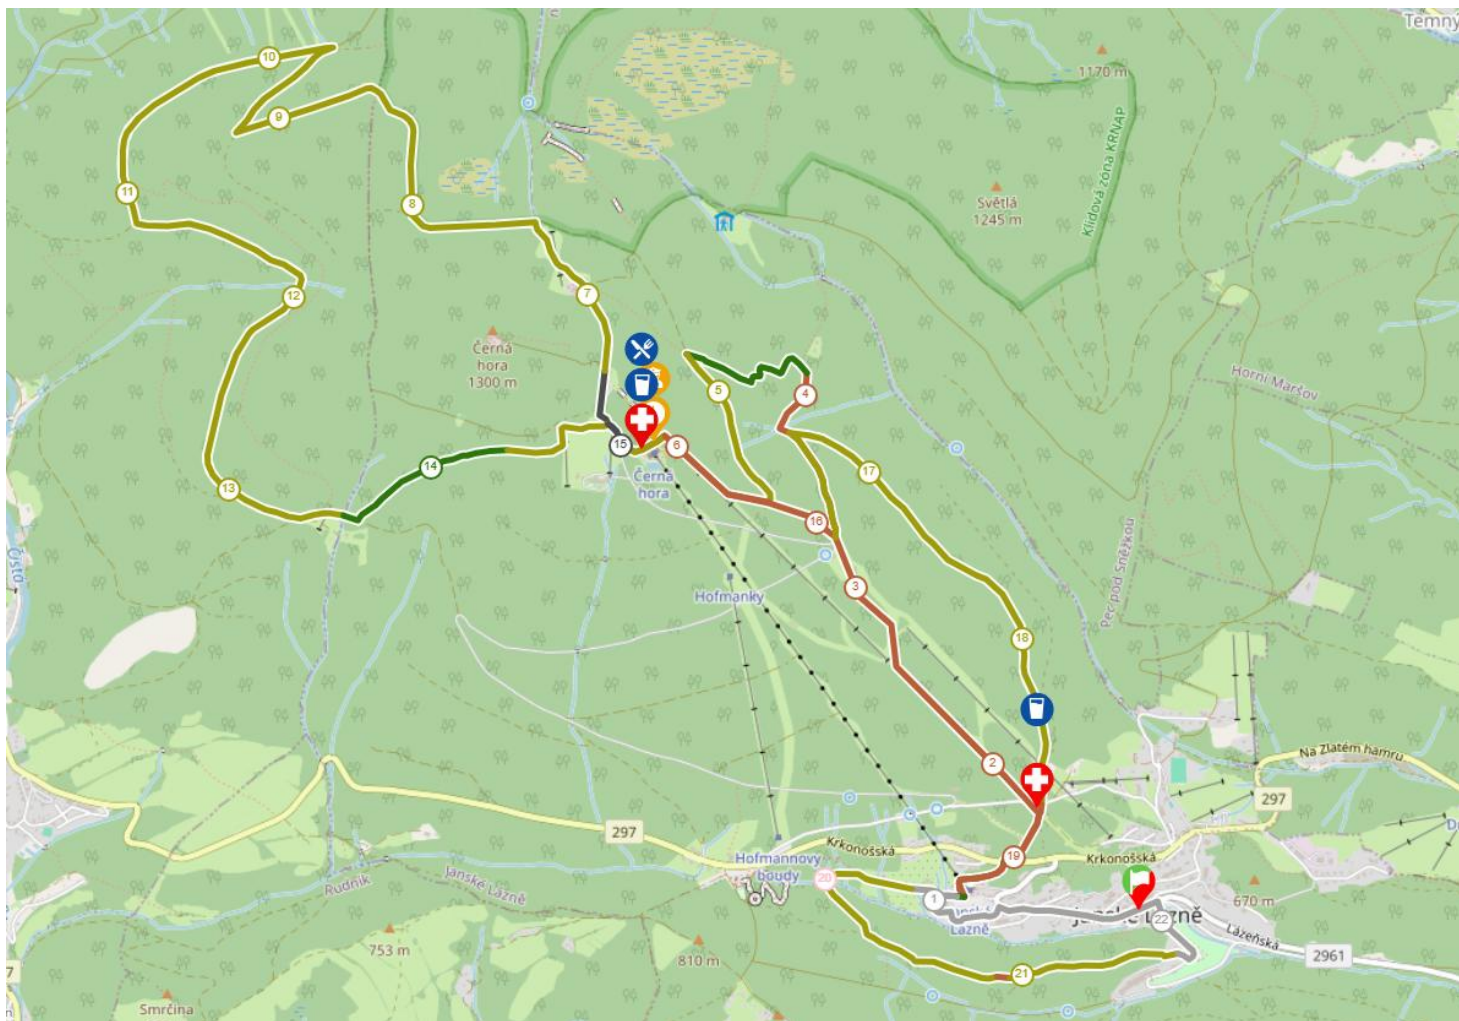 Temný
1170 m
10
9
Klidová zóna KRNAP
11
8
Světlá
1245 m
12
7
Černá
hora
1300 m
5
4
Horní Maršov
15
6
14
Černá
hora
17
13
16
Čistá
3
Hofmanky
Pec pod Sněžkou
18
2
Na Zlatém hamru
297
297
Krkonošská
19
Krkonošská
Hofmannovy
boudy
20
Rudník
Janské Lázně
1
Lázně
Janské Lázně
22
670 m
Lázeňská
2961
753 m
810 m
21
Smrčina